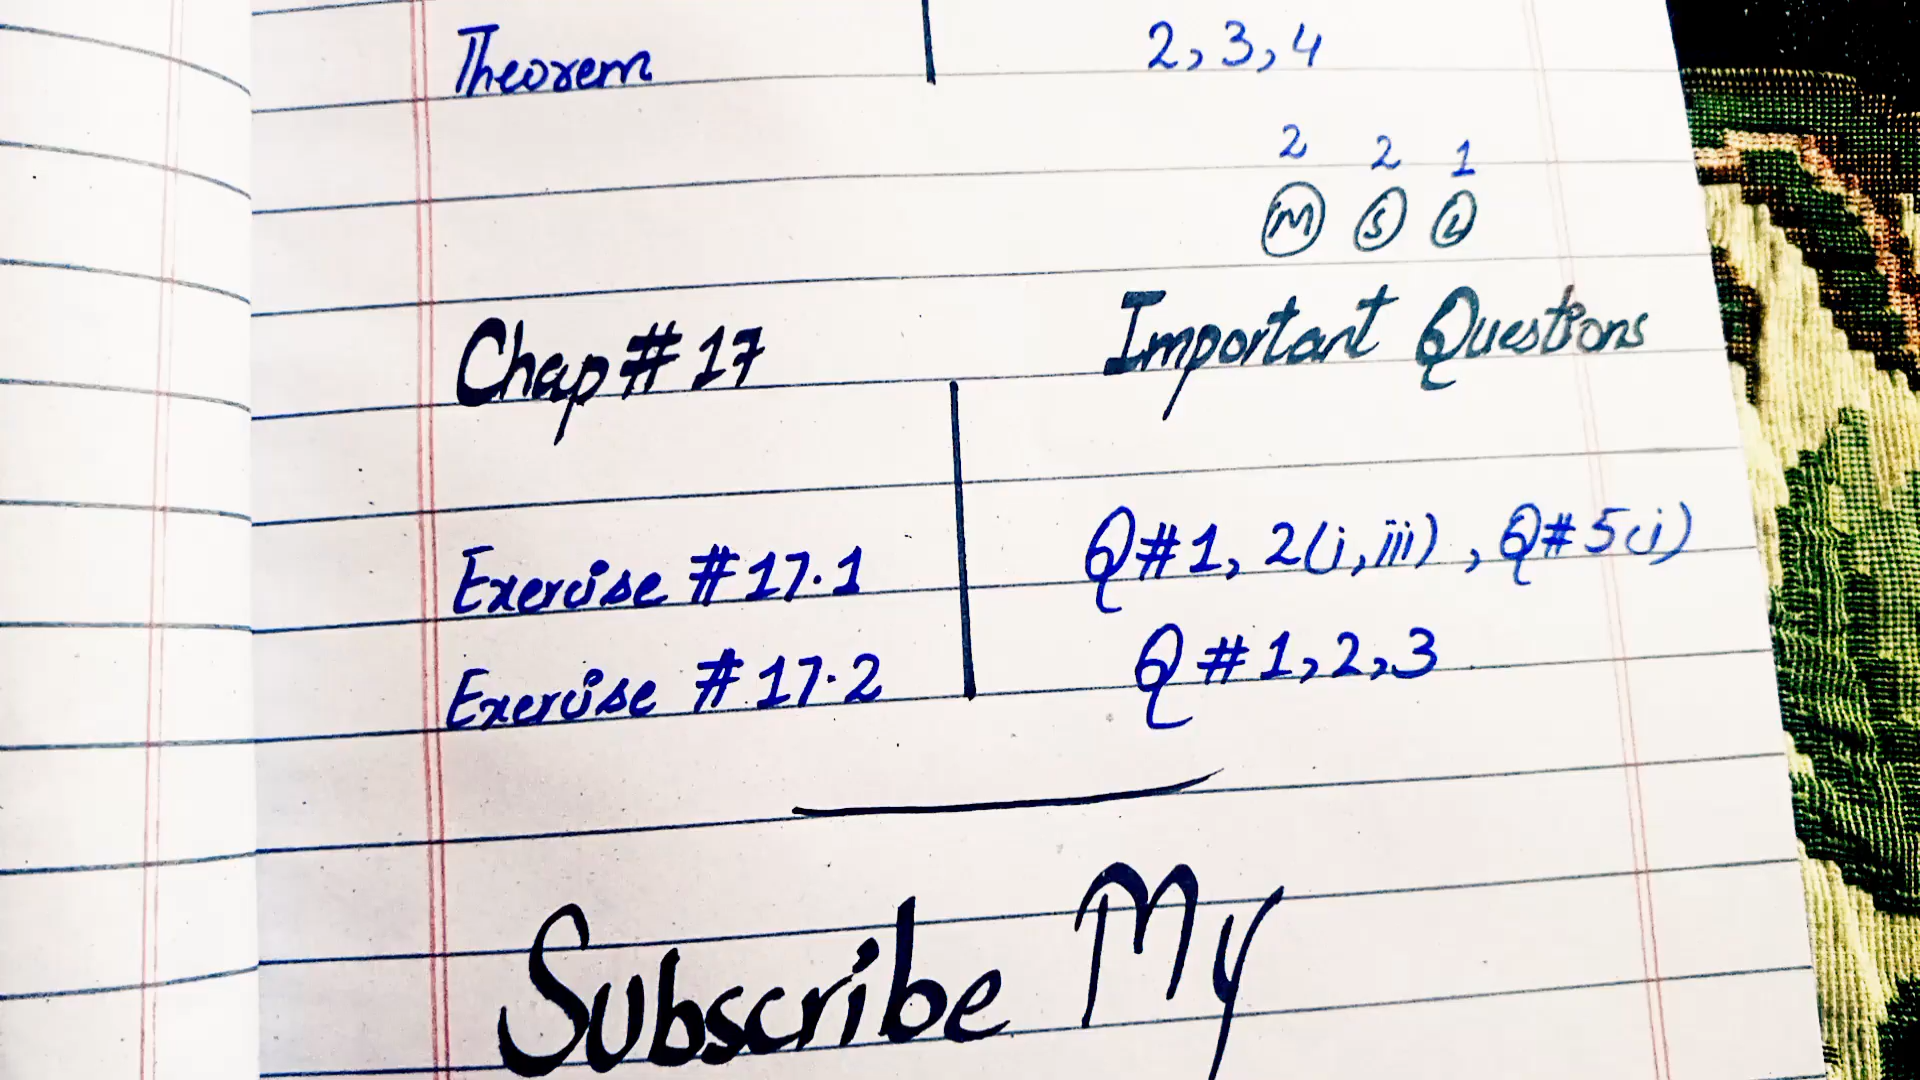 Theorem 2,3,4
2 2 1
M S L
Chap # 17 Important Questions
Exercise #17.1 Q#1, 2(i,iii), Q#5(i)
Exercise #17.2 Q#1,2,3
Subscribe My